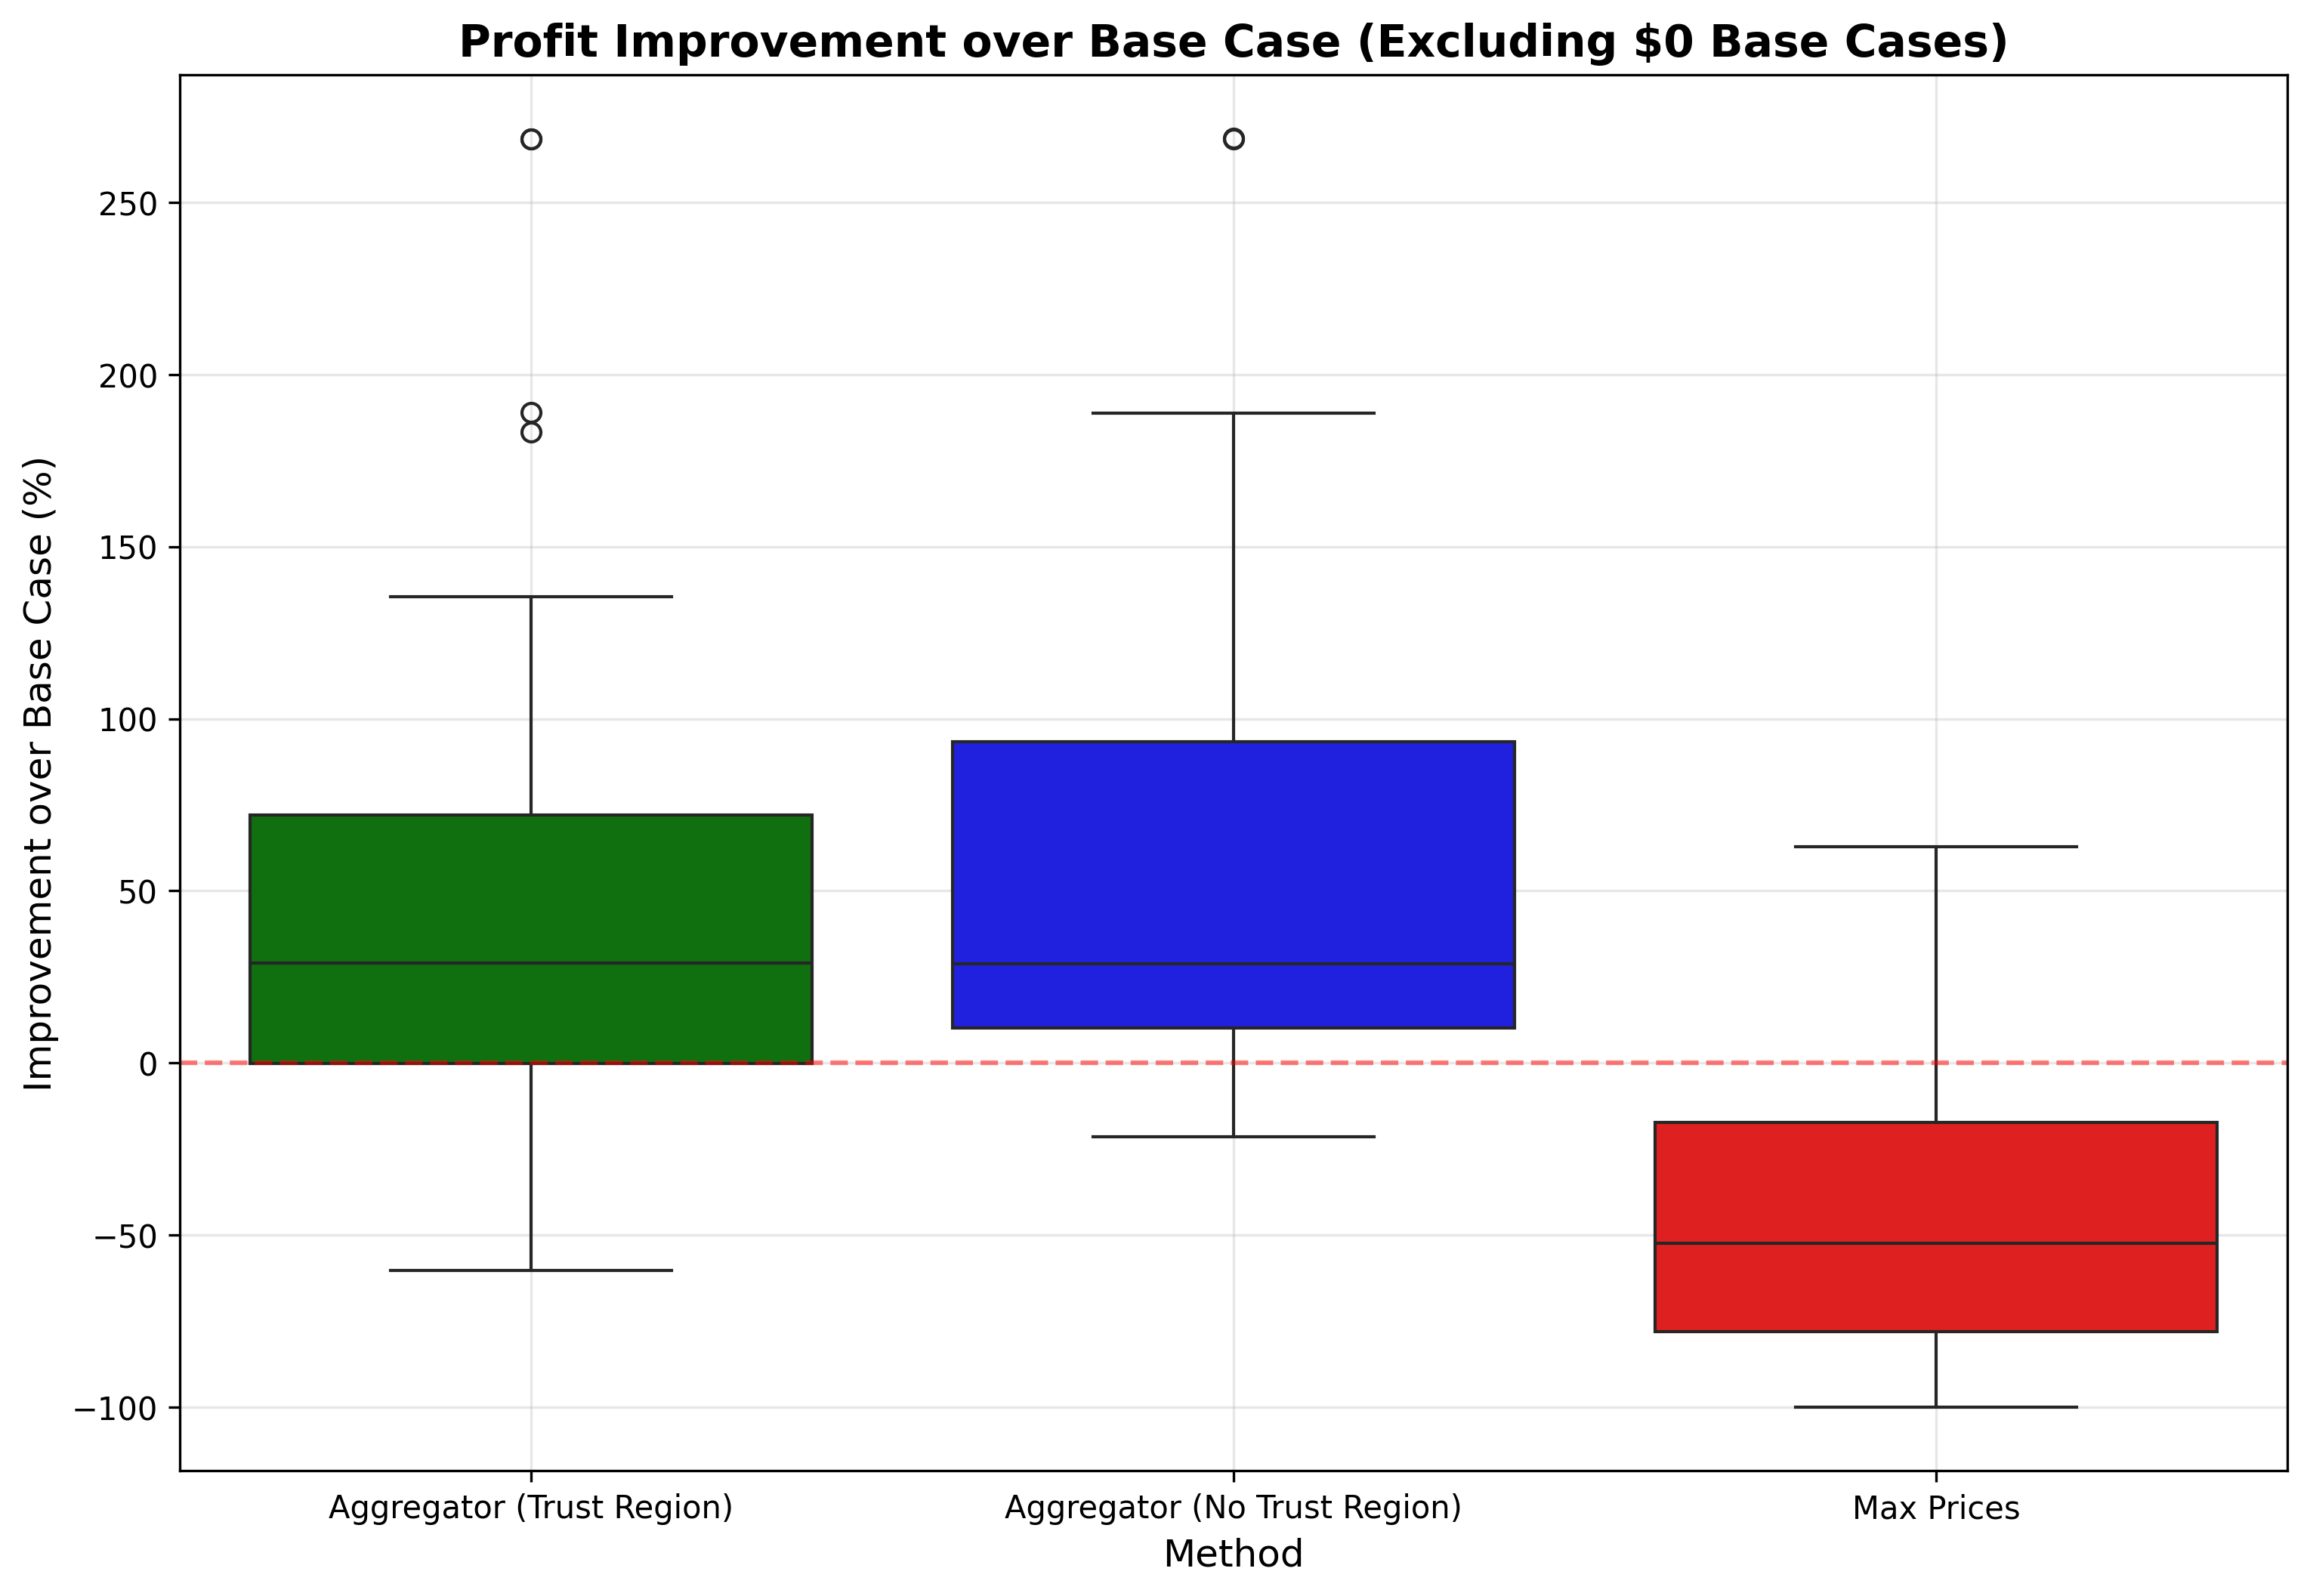 Profit Improvement over Base Case (Excluding $0 Base Cases)
Improvement over Base Case (%)
250
200
150
100
50
0
−50
−100
Aggregator (Trust Region)
Aggregator (No Trust Region)
Max Prices
Method